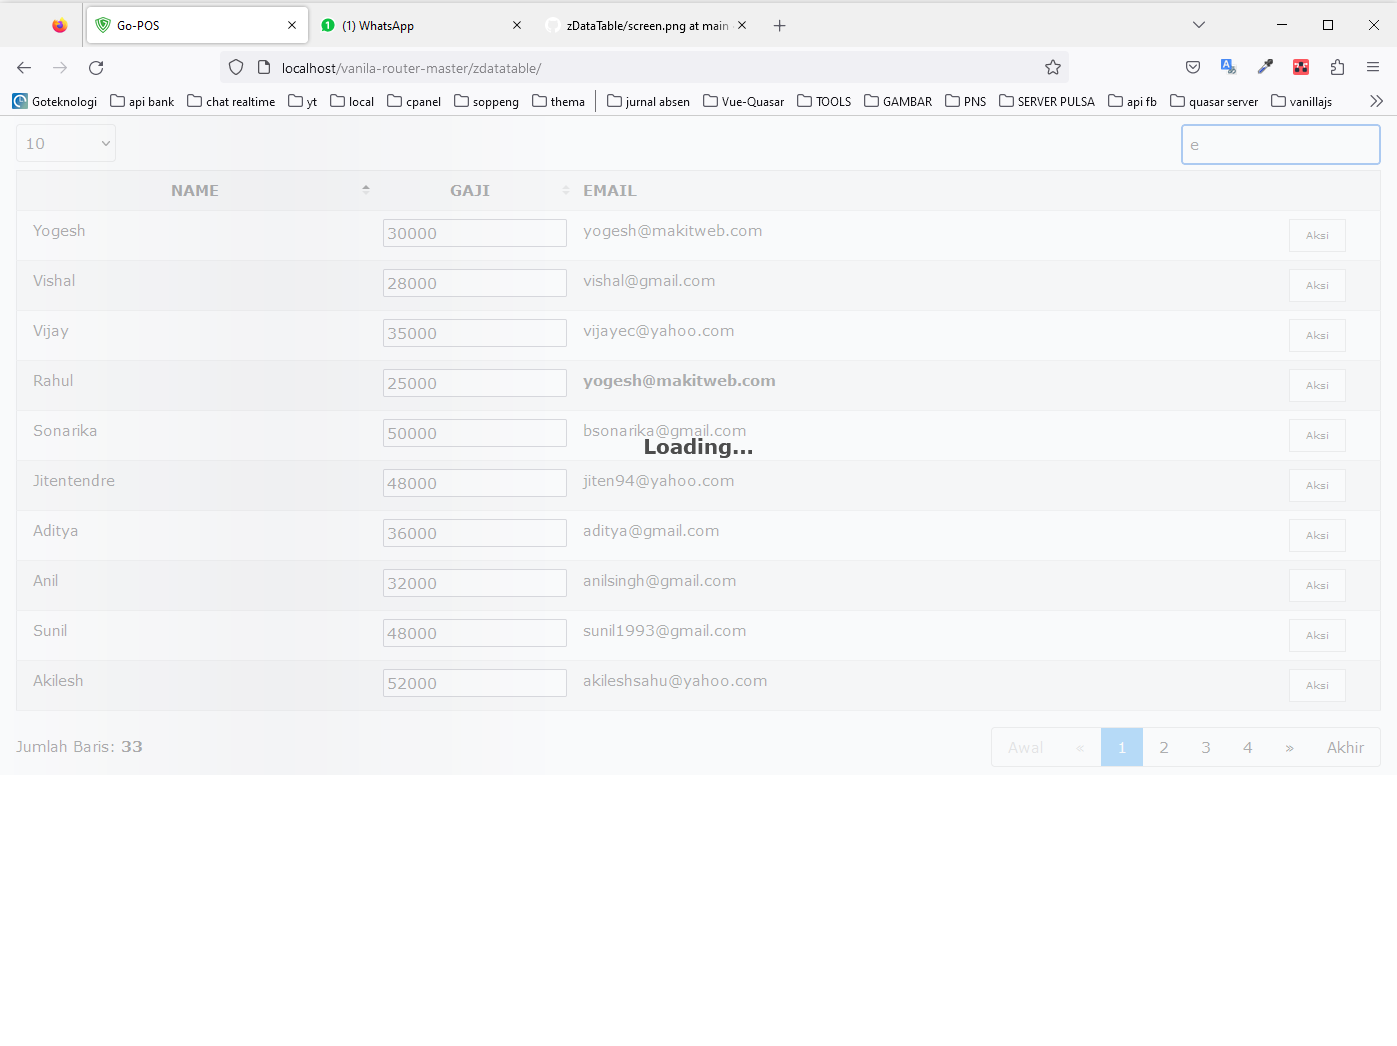 Go-POS
(1) WhatsApp
zDataTable/screen.png at main
localhost/vanila-router-master/zdatatable/
Goteknologi api bank chat realtime yt local cpanel soppeng thema jurnal absen Vue-Quasar TOOLS GAMBAR PNS SERVER PULSA api fb quasar server vanillajs
10 e
NAME GAJI EMAIL
Yogesh 30000 yogesh@makitweb.com Aksi
Vishal 28000 vishal@gmail.com Aksi
Vijay 35000 vijayec@yahoo.com Aksi
Rahul 25000 yogesh@makitweb.com Aksi
Sonarika 50000 bsonarika@gmail.com Aksi
Loading...
Jitentendre 48000 jiten94@yahoo.com Aksi
Aditya 36000 aditya@gmail.com Aksi
Anil 32000 anilsingh@gmail.com Aksi
Sunil 48000 sunil1993@gmail.com Aksi
Akilesh 52000 akileshsahu@yahoo.com Aksi
Jumlah Baris: 33 Awal « 1 2 3 4 » Akhir